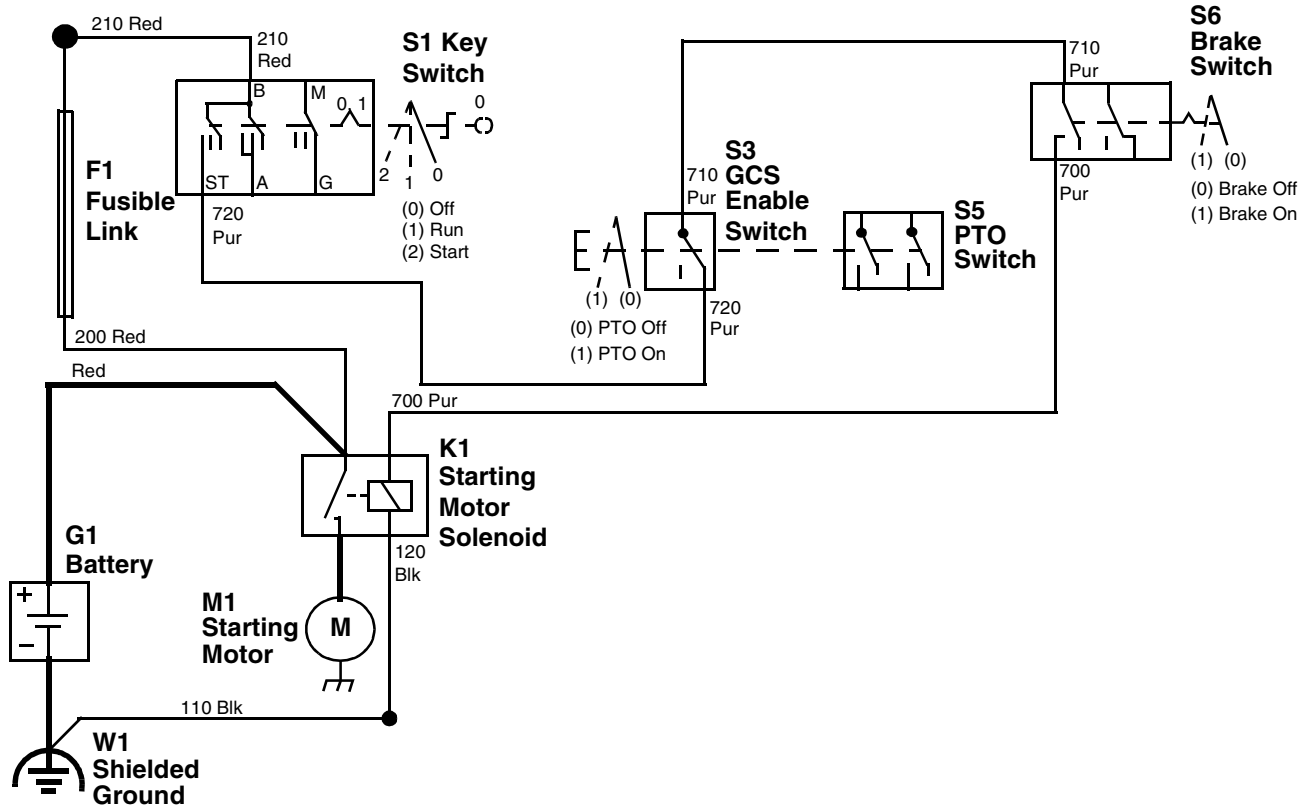 210 Red
210
Red
S1 Key
Switch
B
M
0 1
0
ST
A
G
2
1
0
720
Pur
(0) Off
(1) Run
(2) Start
F1
Fusible
Link
200 Red
Red
710
Pur
S6
Brake
Switch
(1) (0)
700
Pur
(0) Brake Off
(1) Brake On
S3
GCS
Enable
Switch
710
Pur
S5
PTO
Switch
(1) (0)
(0) PTO Off
(1) PTO On
720
Pur
700 Pur
K1
Starting
Motor
Solenoid
120
Blk
G1
Battery
+
–
M1
Starting
Motor
M
110 Blk
W1
Shielded
Ground